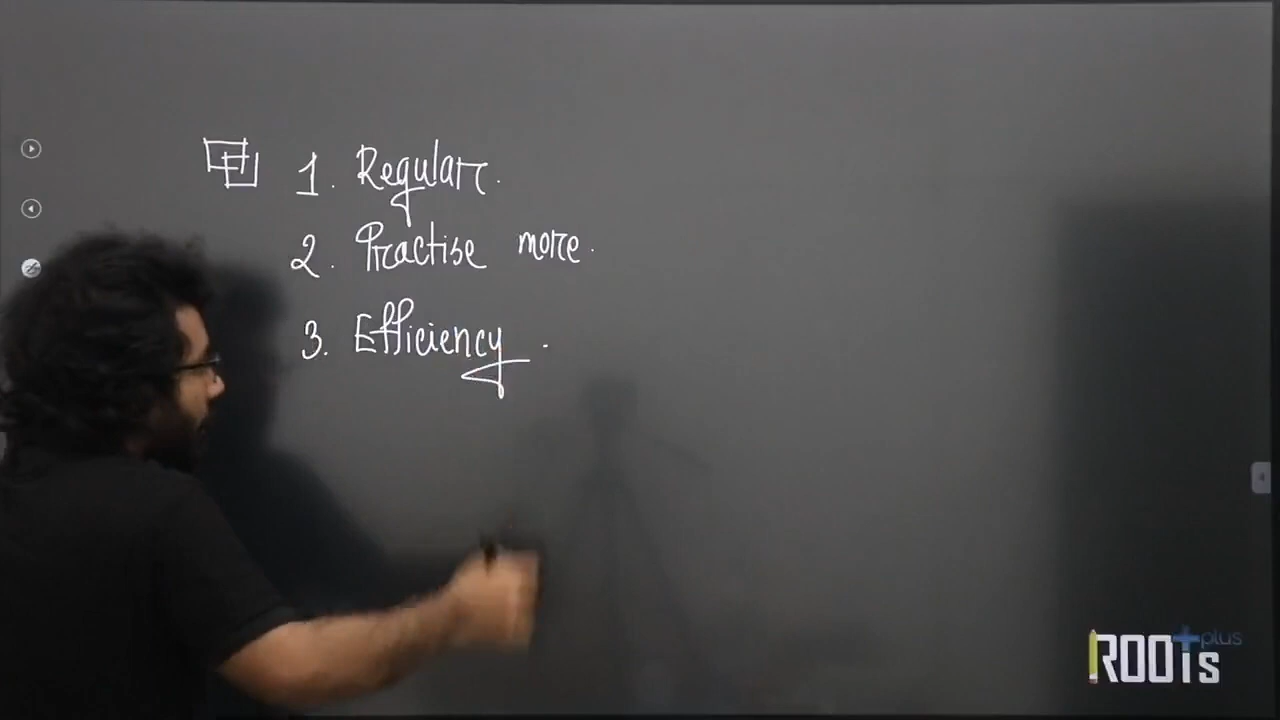 1. Regular.
2. Practise more.
3. Efficiency.
ROOTS plus